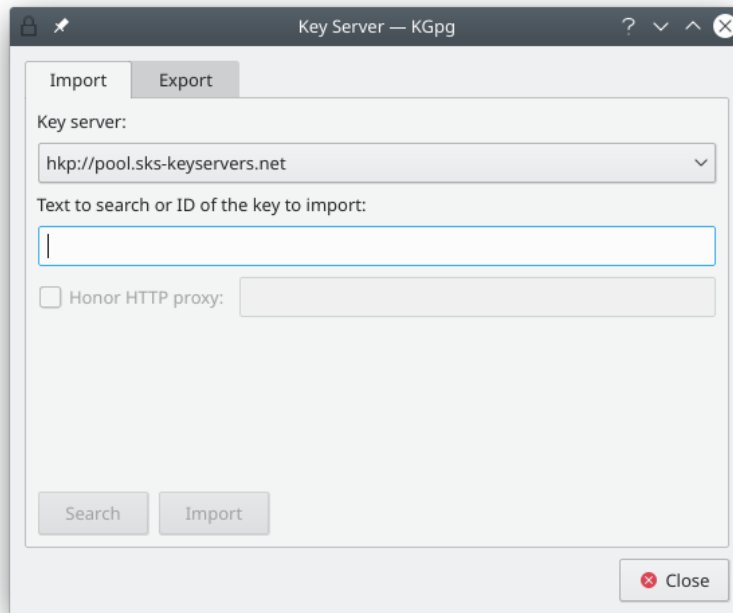 Key Server — KGpg
Import Export
Key server:
hkp://pool.sks-keyservers.net
Text to search or ID of the key to import:
Honor HTTP proxy:
Search Import
Close